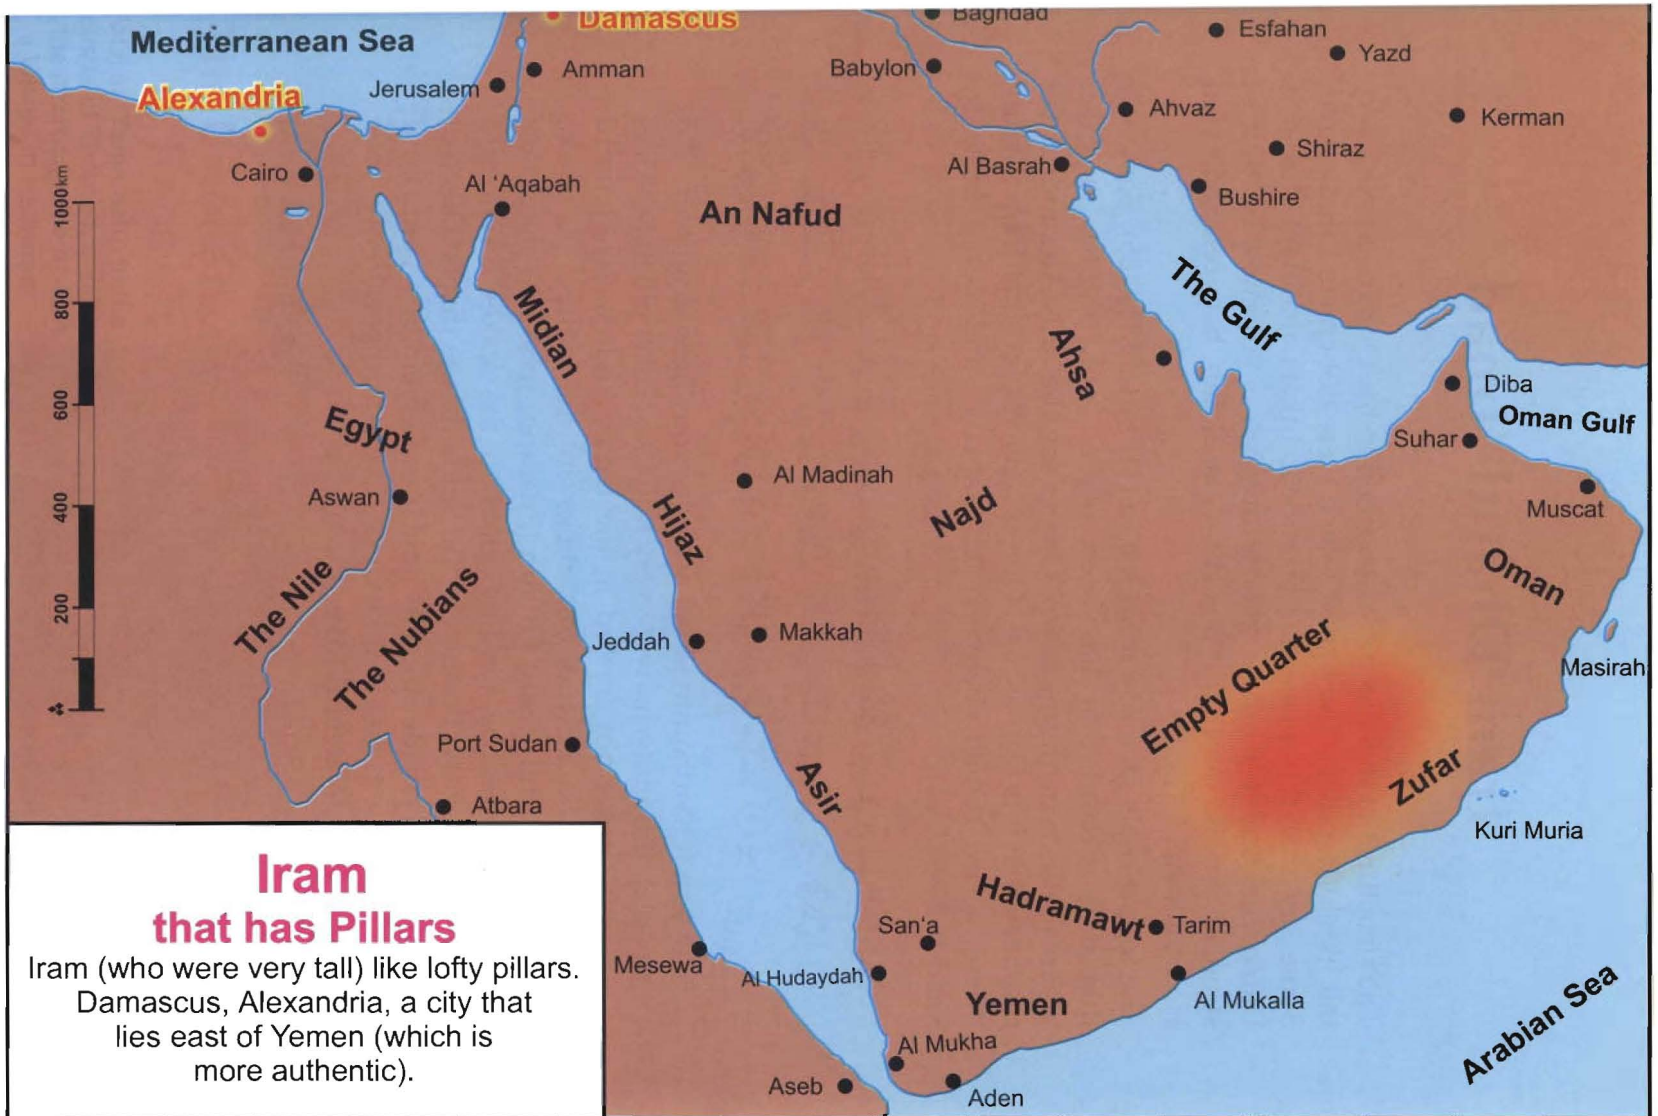 Damascus
Baghdad
Esfahan
Yazd
Mediterranean Sea
Amman
Babylon
Jerusalem
Alexandria
Ahvaz
Kerman
Shiraz
Al Basrah
Cairo
Al ‘Aqabah
Bushire
An Nafud
1000 km
800
600
400
200
The Gulf
Midian
Ahsa
Diba
Oman Gulf
Egypt
Suhar
Al Madinah
Aswan
Najd
Muscat
Hijaz
Oman
The Nile
The Nubians
Jeddah
Makkah
Empty Quarter
Masirah
Port Sudan
Asir
Zufar
Atbara
Kuri Muria
Iram
that has Pillars
Iram (who were very tall) like lofty pillars.
Damascus, Alexandria, a city that
lies east of Yemen (which is
more authentic).
Hadramawt
Tarim
San‘a
Mesewa
Al Hudaydah
Yemen
Al Mukalla
Arabian Sea
Al Mukha
Aseb
Aden